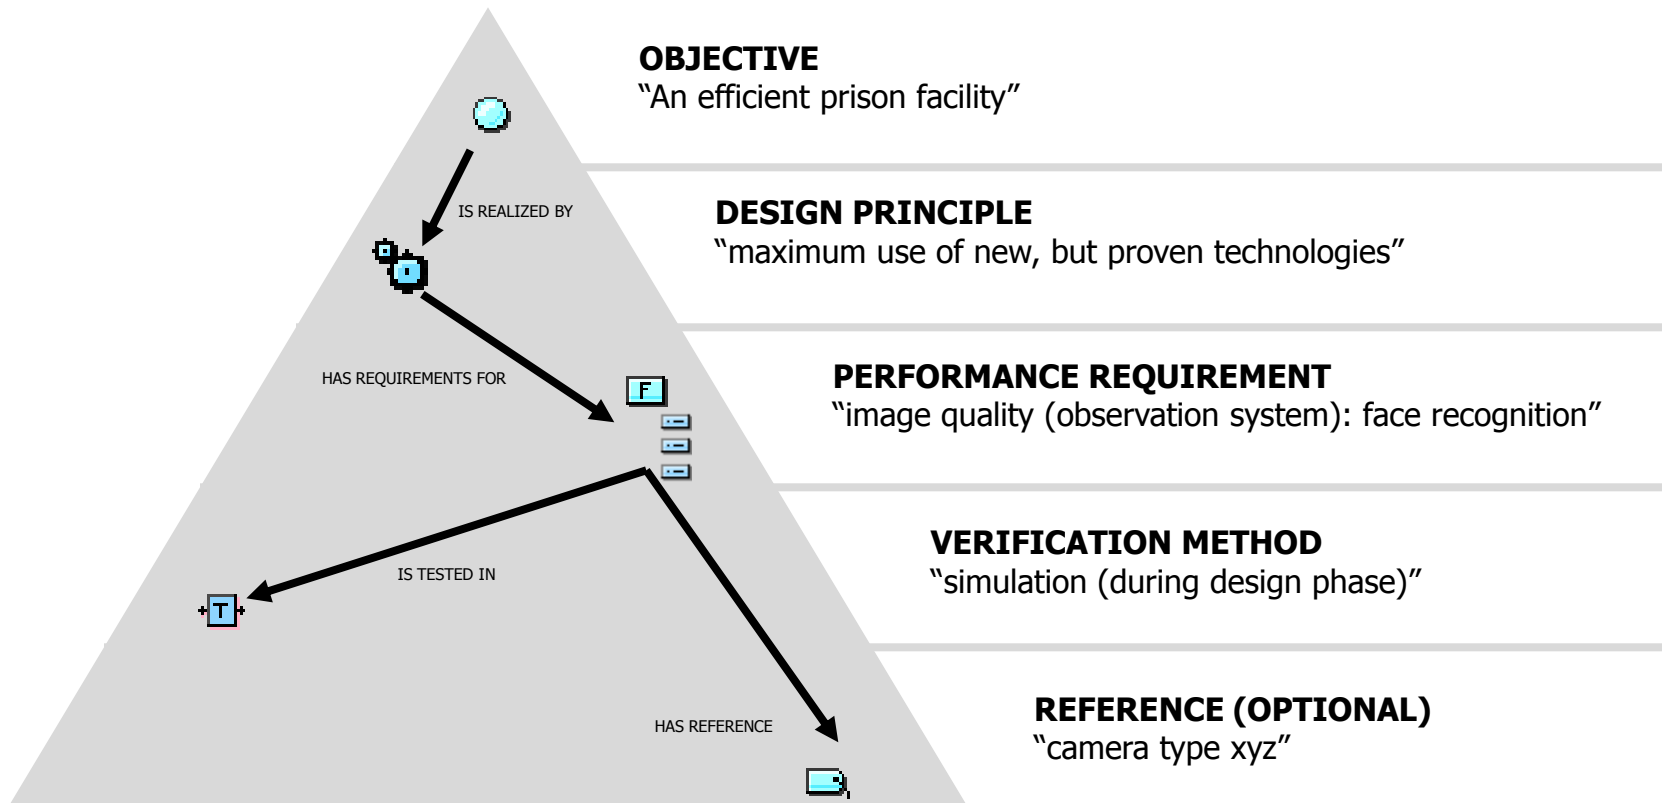 OBJECTIVE
“An efficient prison facility”
IS REALIZED BY
DESIGN PRINCIPLE
“maximum use of new, but proven technologies”
HAS REQUIREMENTS FOR
F
PERFORMANCE REQUIREMENT
“image quality (observation system): face recognition”
VERIFICATION METHOD
“simulation (during design phase)”
IS TESTED IN
T
REFERENCE (OPTIONAL)
“camera type xyz”
HAS REFERENCE